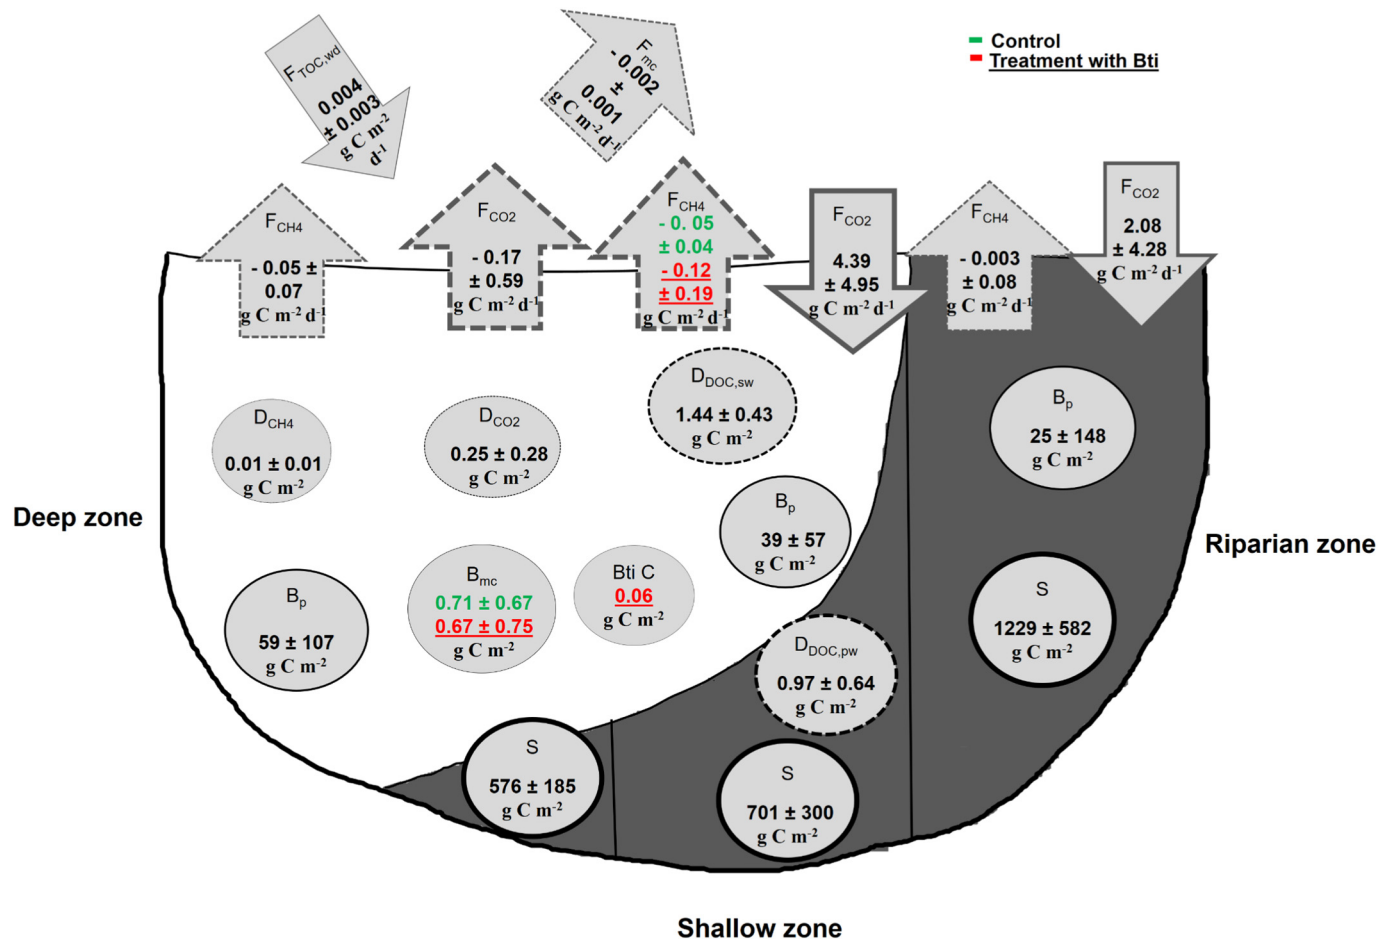 Control
Treatment with Bti
F_TOC,wd
0.004
± 0.003
g C m⁻²
d⁻¹
F_mc
- 0.002
±
0.001
g C m⁻² d⁻¹
F_CH4
- 0.05 ±
0.07
g C m⁻² d⁻¹
F_CO2
- 0.17
± 0.59
g C m⁻² d⁻¹
F_CH4
- 0. 05
± 0.04
- 0.12
± 0.19
g C m⁻² d⁻¹
F_CO2
4.39
± 4.95
g C m⁻² d⁻¹
F_CH4
- 0.003
± 0.08
g C m⁻² d⁻¹
F_CO2
2.08
± 4.28
g C m⁻² d⁻¹
D_CH4
0.01 ± 0.01
g C m⁻²
D_CO2
0.25 ± 0.28
g C m⁻²
D_DOC,sw
1.44 ± 0.43
g C m⁻²
B_p
25 ± 148
g C m⁻²
Deep zone
B_p
39 ± 57
g C m⁻²
Riparian zone
B_p
59 ± 107
g C m⁻²
B_mc
0.71 ± 0.67
0.67 ± 0.75
g C m⁻²
Bti C
0.06
g C m⁻²
D_DOC,pw
0.97 ± 0.64
g C m⁻²
S
1229 ± 582
g C m⁻²
S
576 ± 185
g C m⁻²
S
701 ± 300
g C m⁻²
Shallow zone